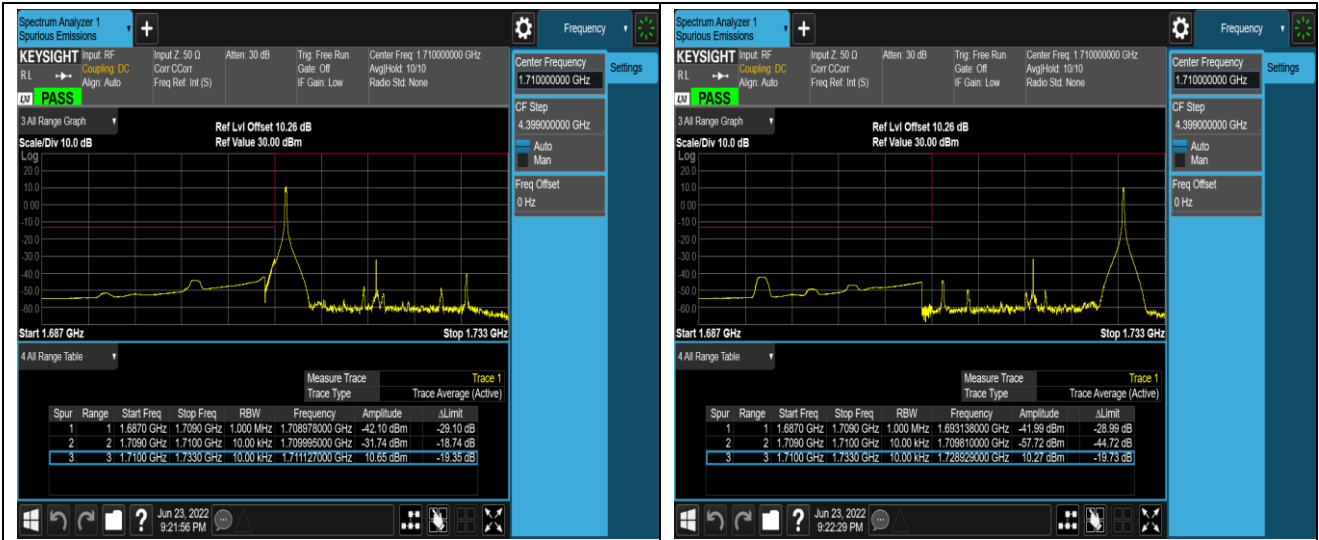 Spectrum Analyzer 1
Spurious Emissions
+
Frequency
KEYSIGHT Input: RF Input Z: 50 Ω Atten: 30 dB Trig: Free Run Center Freq: 1.710000000 GHz
RL Coupling: DC Corr CCorr Gate: Off Avg|Hold: 10/10
Align: Auto Freq Ref: Int (S) IF Gain: Low Radio Std: None
LXI PASS
Center Frequency
1.710000000 GHz
Settings
CF Step
4.399000000 GHz
Auto
Man
Freq Offset
0 Hz
3 All Range Graph
Ref Lvl Offset 10.26 dB
Scale/Div 10.0 dB Ref Value 30.00 dBm
Log
20.0
10.0
0.00
-10.0
-20.0
-30.0
-40.0
-50.0
-60.0
Start 1.687 GHz Stop 1.733 GHz
4 All Range Table
Measure Trace Trace 1
Trace Type Trace Average (Active)
Spur Range Start Freq Stop Freq RBW Frequency Amplitude ΔLimit
1 1 1.6870 GHz 1.7090 GHz 1.000 MHz 1.708978000 GHz -42.10 dBm -29.10 dB
2 2 1.7090 GHz 1.7100 GHz 10.00 kHz 1.709995000 GHz -31.74 dBm -18.74 dB
3 3 1.7100 GHz 1.7330 GHz 10.00 kHz 1.711127000 GHz 10.65 dBm -19.35 dB
?
Jun 23, 2022
9:21:56 PM
Spectrum Analyzer 1
Spurious Emissions
+
Frequency
KEYSIGHT Input: RF Input Z: 50 Ω Atten: 30 dB Trig: Free Run Center Freq: 1.710000000 GHz
RL Coupling: DC Corr CCorr Gate: Off Avg|Hold: 10/10
Align: Auto Freq Ref: Int (S) IF Gain: Low Radio Std: None
LXI PASS
Center Frequency
1.710000000 GHz
Settings
CF Step
4.399000000 GHz
Auto
Man
Freq Offset
0 Hz
3 All Range Graph
Ref Lvl Offset 10.26 dB
Scale/Div 10.0 dB Ref Value 30.00 dBm
Log
20.0
10.0
0.00
-10.0
-20.0
-30.0
-40.0
-50.0
-60.0
Start 1.687 GHz Stop 1.733 GHz
4 All Range Table
Measure Trace Trace 1
Trace Type Trace Average (Active)
Spur Range Start Freq Stop Freq RBW Frequency Amplitude ΔLimit
1 1 1.6870 GHz 1.7090 GHz 1.000 MHz 1.693138000 GHz -41.99 dBm -28.99 dB
2 2 1.7090 GHz 1.7100 GHz 10.00 kHz 1.709810000 GHz -57.72 dBm -44.72 dB
3 3 1.7100 GHz 1.7330 GHz 10.00 kHz 1.728929000 GHz 10.27 dBm -19.73 dB
?
Jun 23, 2022
9:22:29 PM